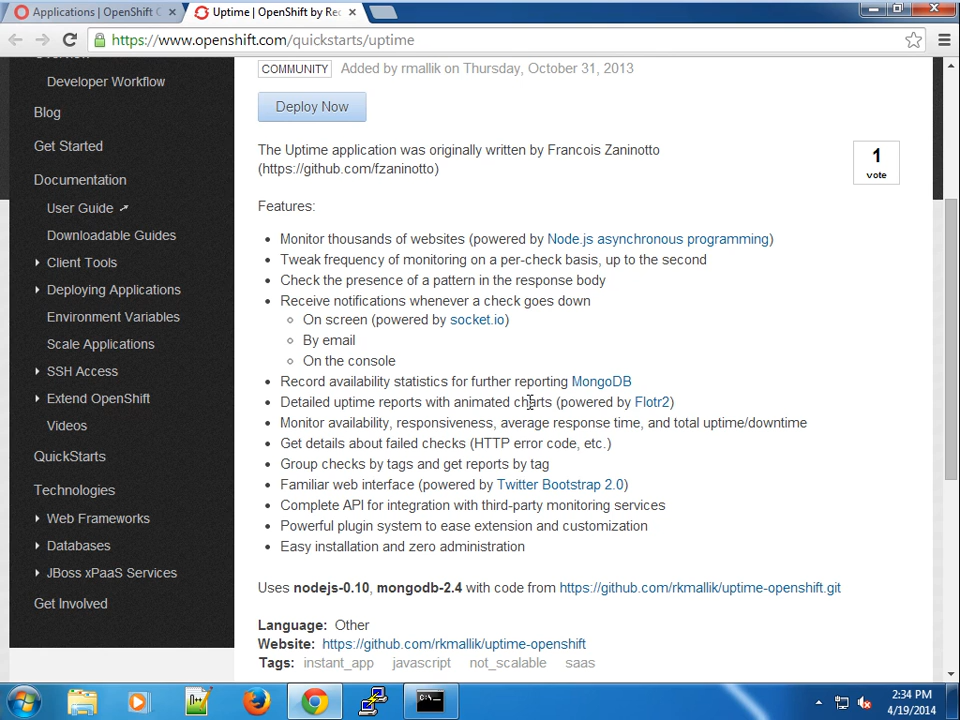 Applications | OpenShift
Uptime | OpenShift by Re
https://www.openshift.com/quickstarts/uptime
Developer Workflow
Blog
Get Started
Documentation
User Guide
Downloadable Guides
Client Tools
Deploying Applications
Environment Variables
Scale Applications
SSH Access
Extend OpenShift
Videos
QuickStarts
Technologies
Web Frameworks
Databases
JBoss xPaaS Services
Get Involved
COMMUNITY Added by rmallik on Thursday, October 31, 2013
Deploy Now
The Uptime application was originally written by Francois Zaninotto
(https://github.com/fzaninotto)
1
vote
Features:
Monitor thousands of websites (powered by Node.js asynchronous programming)
Tweak frequency of monitoring on a per-check basis, up to the second
Check the presence of a pattern in the response body
Receive notifications whenever a check goes down
On screen (powered by socket.io)
By email
On the console
Record availability statistics for further reporting MongoDB
Detailed uptime reports with animated charts (powered by Flotr2)
Monitor availability, responsiveness, average response time, and total uptime/downtime
Get details about failed checks (HTTP error code, etc.)
Group checks by tags and get reports by tag
Familiar web interface (powered by Twitter Bootstrap 2.0)
Complete API for integration with third-party monitoring services
Powerful plugin system to ease extension and customization
Easy installation and zero administration
Uses nodejs-0.10, mongodb-2.4 with code from https://github.com/rkmallik/uptime-openshift.git
Language: Other
Website: https://github.com/rkmallik/uptime-openshift
Tags: instant_app javascript not_scalable saas
2:34 PM
4/19/2014